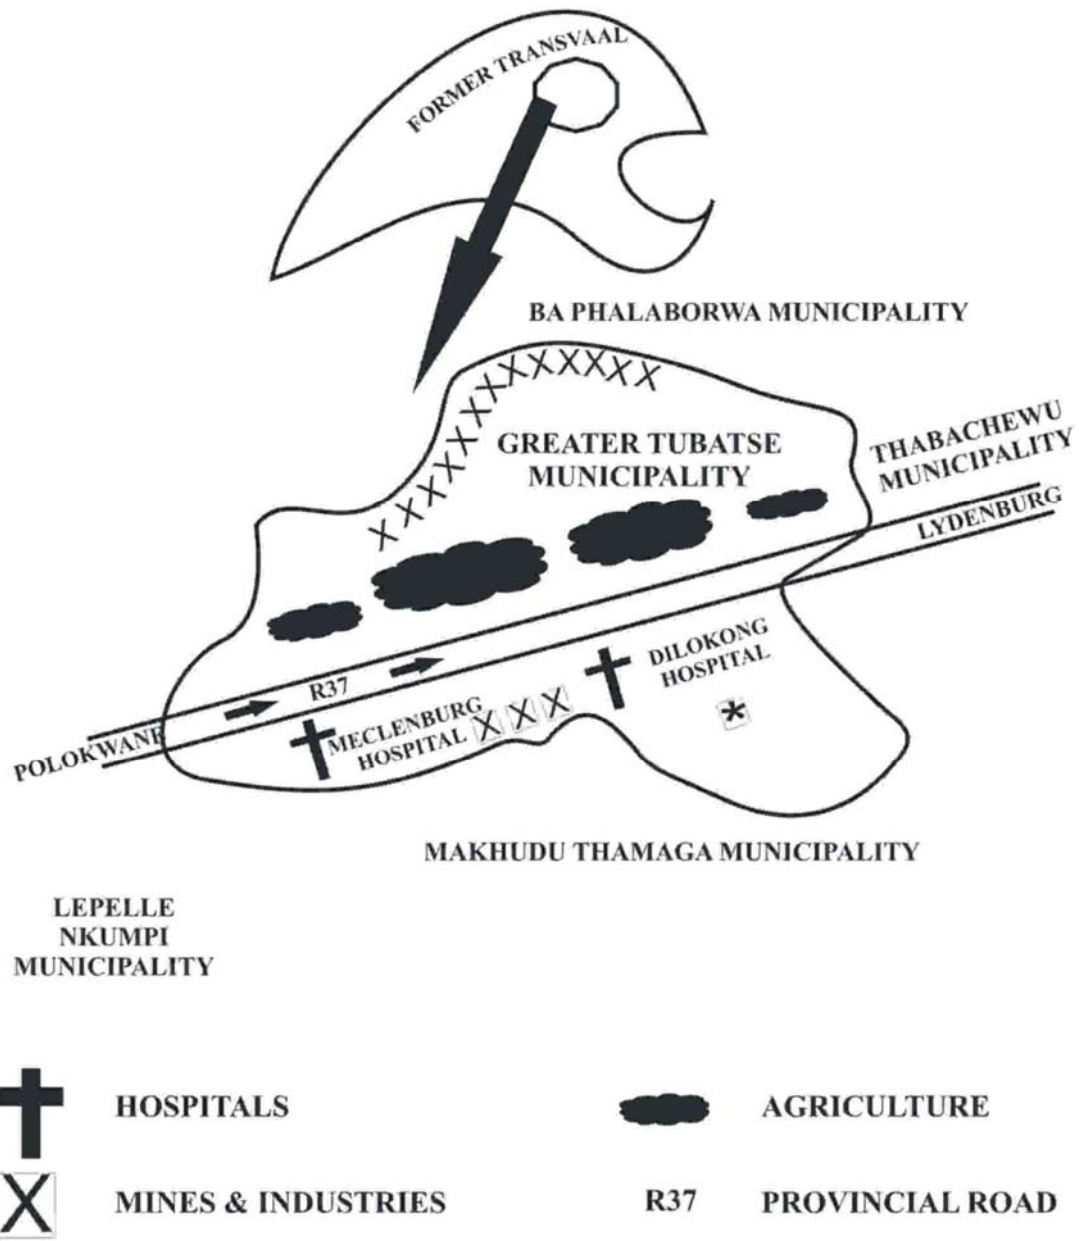 FORMER TRANSVAAL
BA PHALABORWA MUNICIPALITY
GREATER TUBATSE
MUNICIPALITY
THABACHEWU
MUNICIPALITY
LYDENBURG
DILOKONG
HOSPITAL
R37
MECLENBURG
HOSPITAL
X X X
*
POLOKWANE
MAKHUDU THAMAGA MUNICIPALITY
LEPELLE
NKUMPI
MUNICIPALITY
HOSPITALS
AGRICULTURE
X MINES & INDUSTRIES
R37 PROVINCIAL ROAD